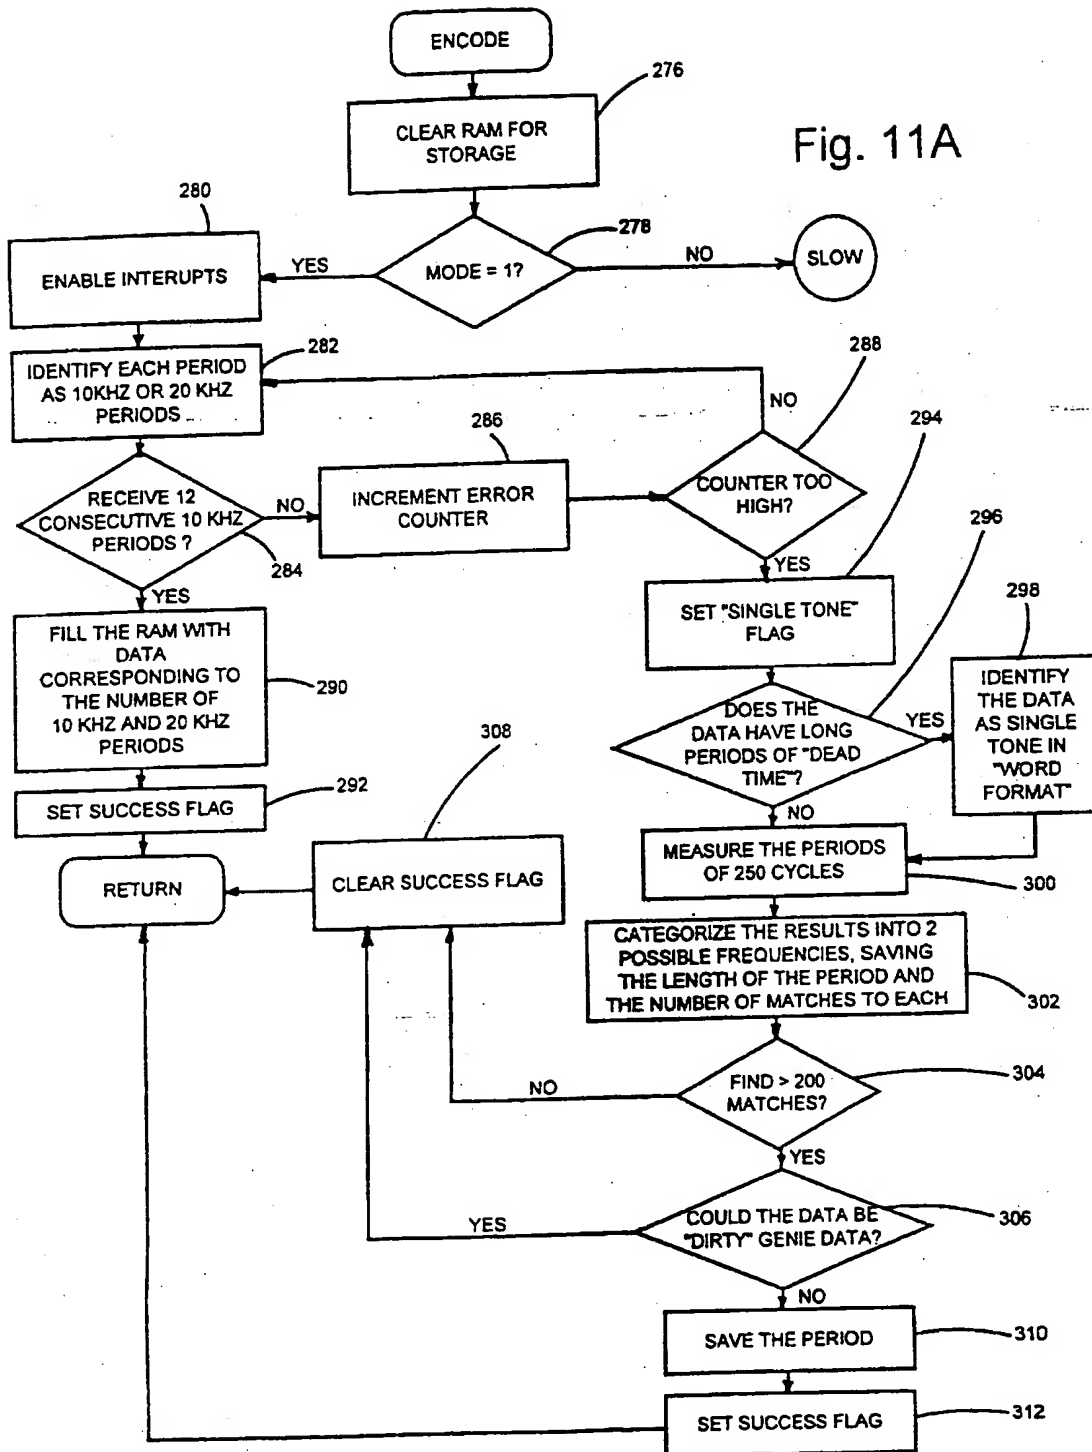 ENCODE
276
CLEAR RAM FOR
STORAGE
Fig. 11A
280
278
ENABLE INTERUPTS
YES
MODE = 1?
NO
SLOW
282
IDENTIFY EACH PERIOD
AS 10KHZ OR 20 KHZ
PERIODS
288
NO
294
286
RECEIVE 12
CONSECUTIVE 10 KHZ
PERIODS ?
NO
INCREMENT ERROR
COUNTER
COUNTER TOO
HIGH?
284
296
YES
YES
FILL THE RAM WITH
DATA
CORRESPONDING TO
THE NUMBER OF
10 KHZ AND 20 KHZ
PERIODS
290
SET "SINGLE TONE"
FLAG
298
IDENTIFY
THE DATA
AS SINGLE
TONE IN
"WORD
FORMAT"
DOES THE
DATA HAVE LONG
PERIODS OF "DEAD
TIME"?
YES
308
292
SET SUCCESS FLAG
NO
RETURN
CLEAR SUCCESS FLAG
MEASURE THE PERIODS
OF 250 CYCLES
300
CATEGORIZE THE RESULTS INTO 2
POSSIBLE FREQUENCIES, SAVING
THE LENGTH OF THE PERIOD AND
THE NUMBER OF MATCHES TO EACH
302
NO
FIND > 200
MATCHES?
304
YES
YES
COULD THE DATA BE
"DIRTY" GENIE DATA?
306
NO
SAVE THE PERIOD
310
SET SUCCESS FLAG
312